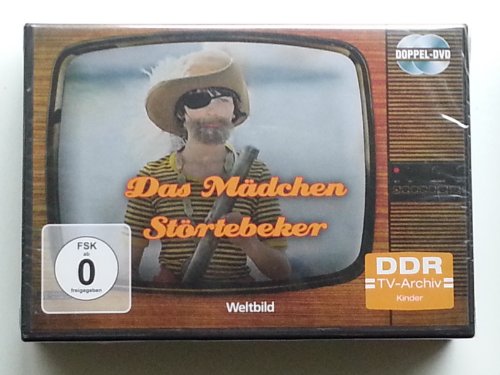 DOPPEL-DVD
Das Mädchen
Störtebeker
FSK
ab
0
freigegeben
DDR
TV-Archiv
Kinder
Weltbild